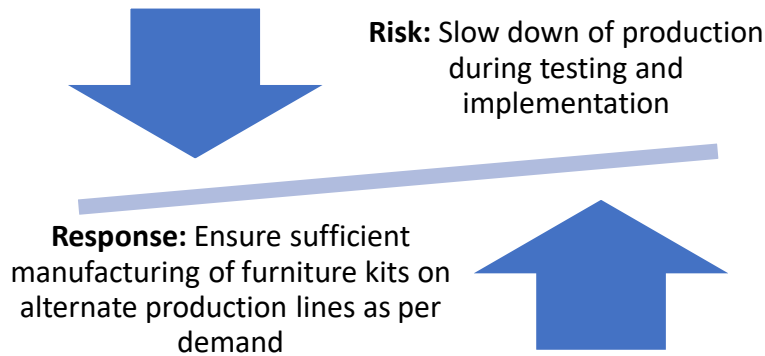 Risk: Slow down of production
during testing and
implementation
Response: Ensure sufficient
manufacturing of furniture kits on
alternate production lines as per
demand